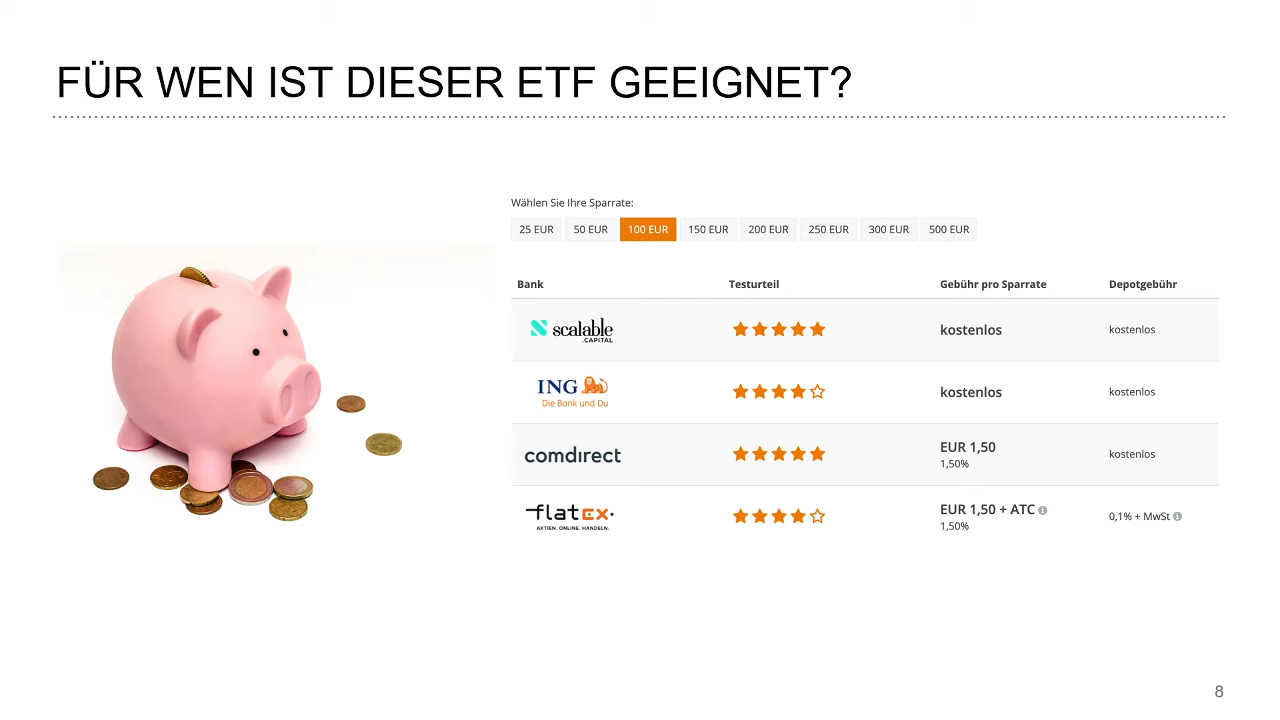 FÜR WEN IST DIESER ETF GEEIGNET?
Wählen Sie Ihre Sparrate:
25 EUR 50 EUR 100 EUR 150 EUR 200 EUR 250 EUR 300 EUR 500 EUR
Bank Testurteil Gebühr pro Sparrate Depotgebühr
scalable
.CAPITAL
kostenlos kostenlos
ING
Die Bank und Du
kostenlos kostenlos
comdirect
EUR 1,50
1,50%
kostenlos
flatex
AKTIEN. ONLINE. HANDELN.
EUR 1,50 + ATC
1,50%
0,1% + MwSt
8